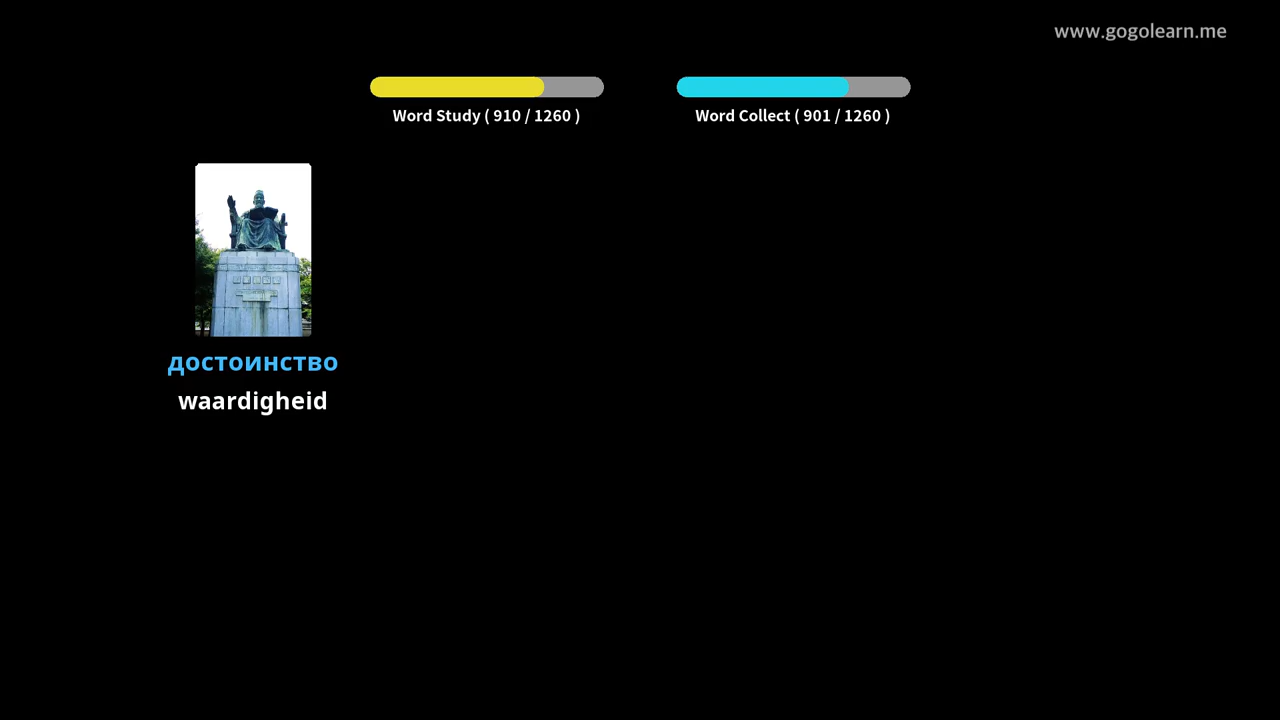 www.gogolearn.me
Word Study ( 910 / 1260 )
Word Collect ( 901 / 1260 )
достоинство
waardigheid